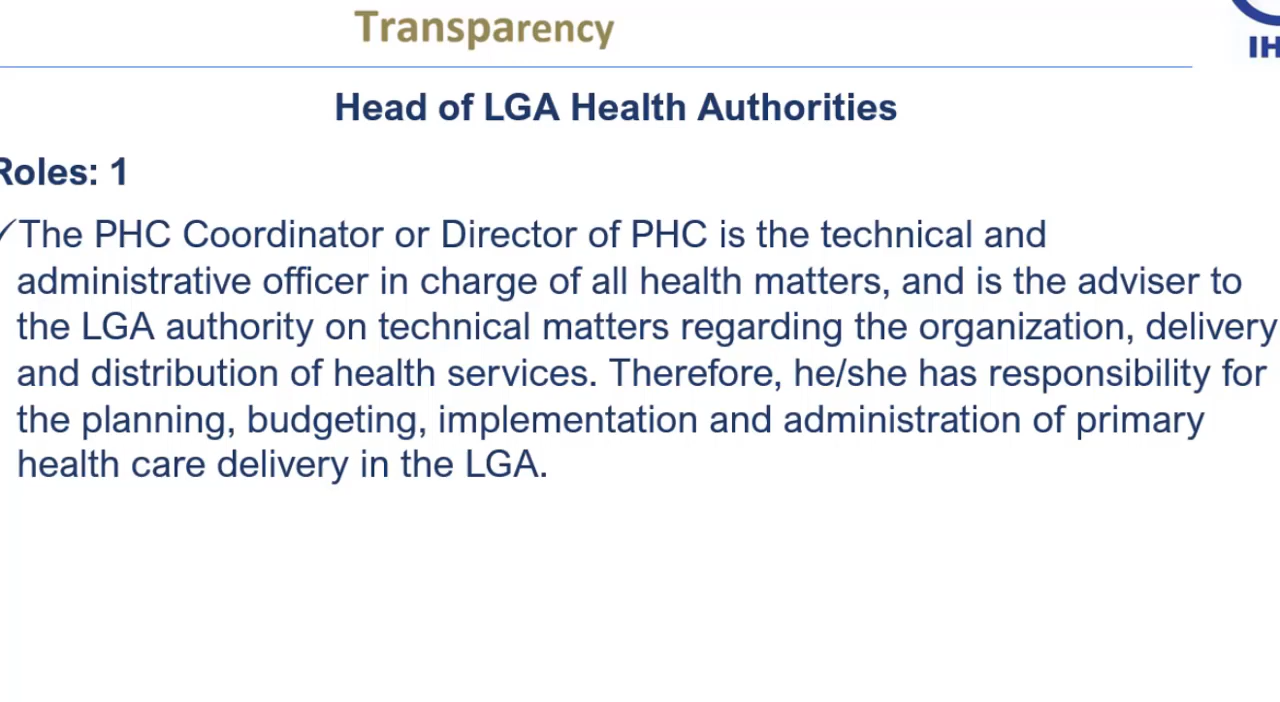 Transparency
IH
Head of LGA Health Authorities
Roles: 1
✓The PHC Coordinator or Director of PHC is the technical and
administrative officer in charge of all health matters, and is the adviser to
the LGA authority on technical matters regarding the organization, delivery
and distribution of health services. Therefore, he/she has responsibility for
the planning, budgeting, implementation and administration of primary
health care delivery in the LGA.